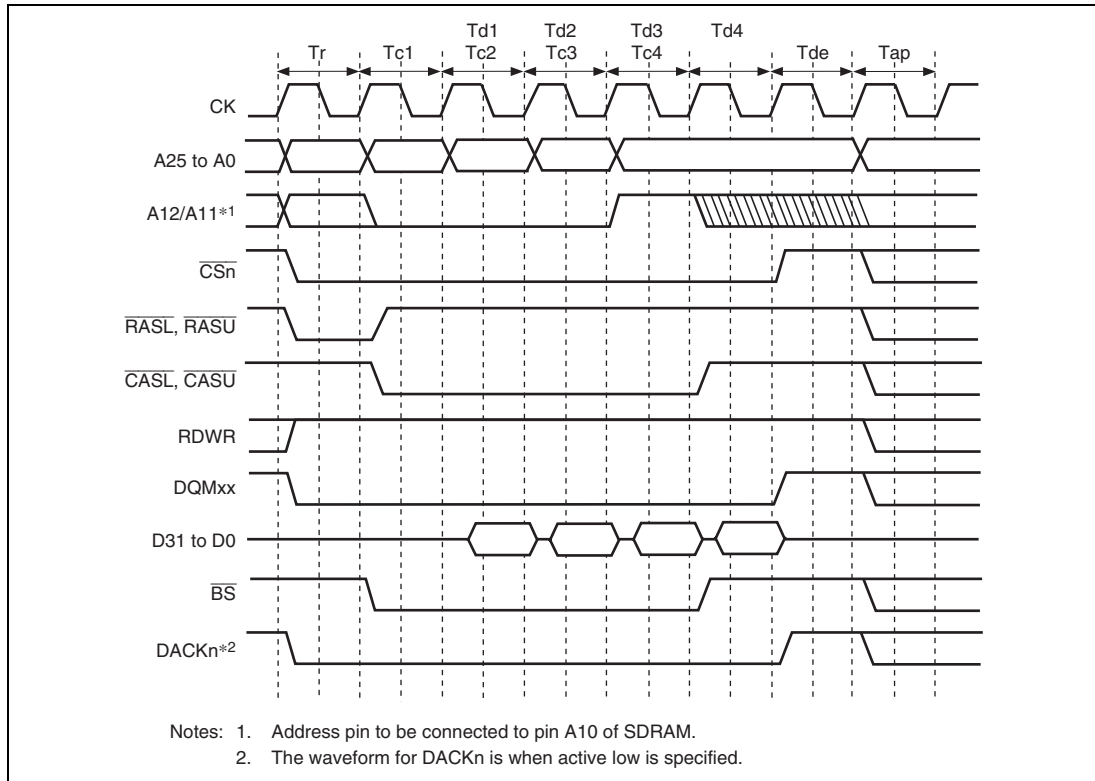 Td1 Td2 Td3 Td4
Tr Tc1 Tc2 Tc3 Tc4 Tde Tap
CK
A25 to A0
A12/A11*1
CSn
RASL, RASU
CASL, CASU
RDWR
DQMxx
D31 to D0
BS
DACKn*2
Notes: 1. Address pin to be connected to pin A10 of SDRAM.
2. The waveform for DACKn is when active low is specified.